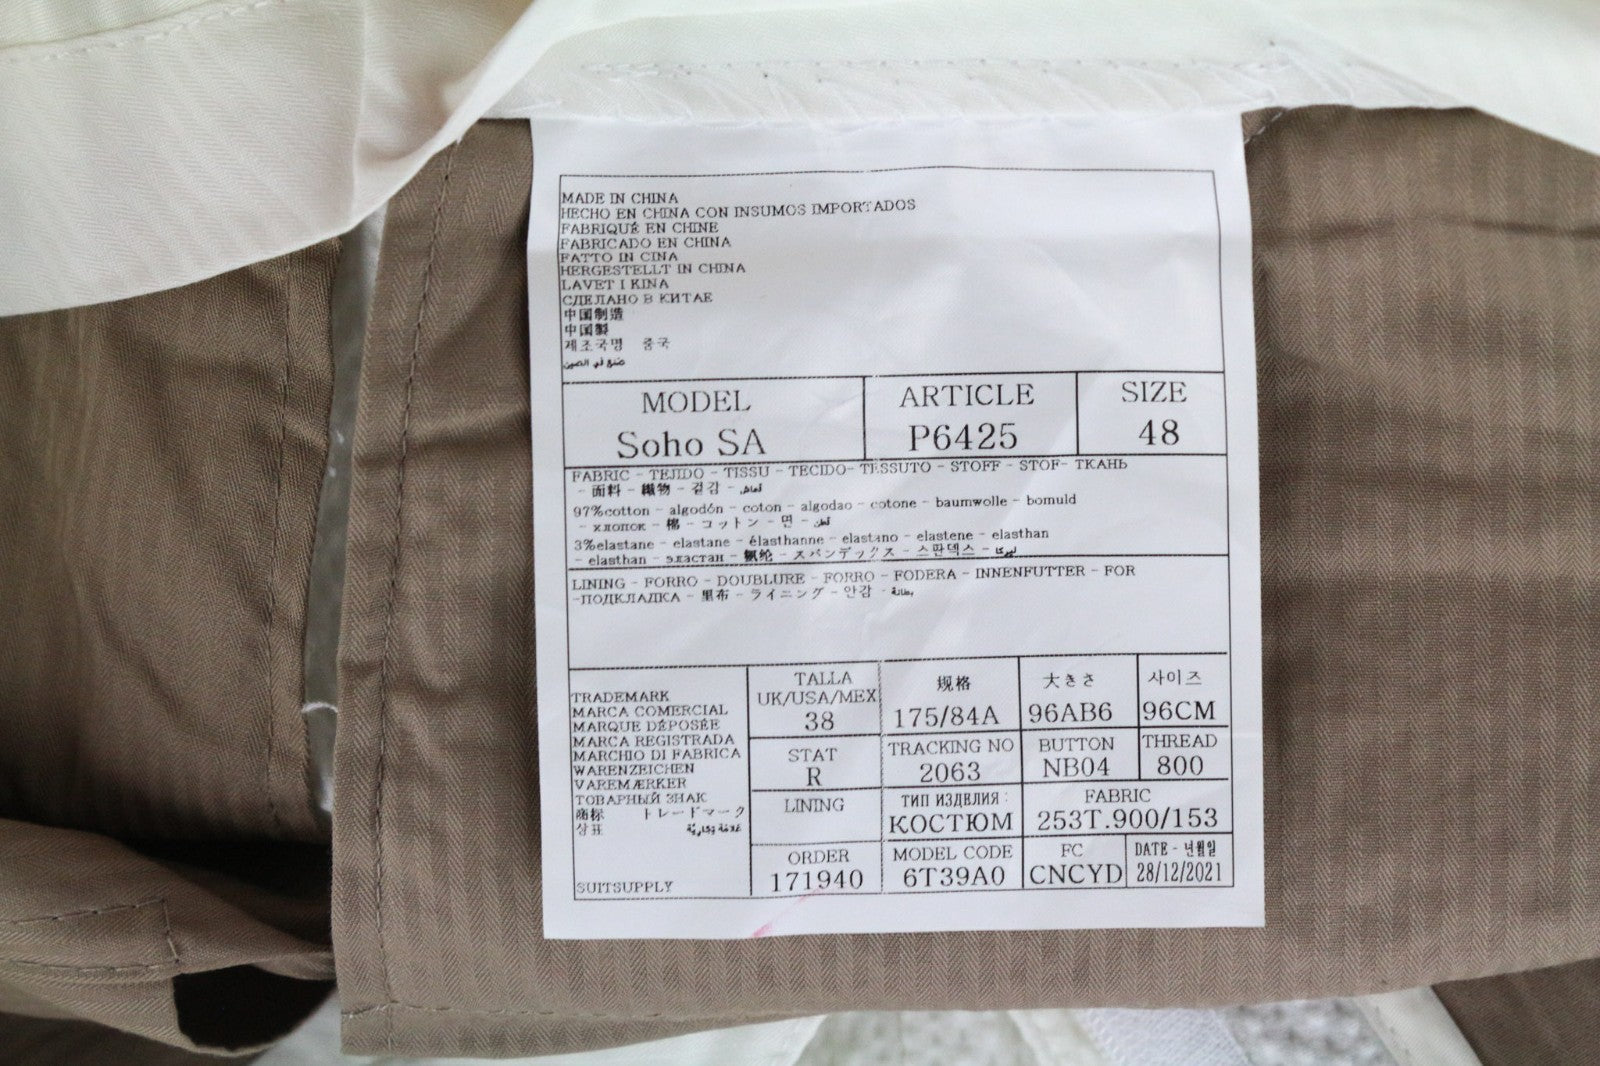 MADE IN CHINA
HECHO EN CHINA CON INSUMOS IMPORTADOS
FABRIQUÉ EN CHINE
FABRICADO EN CHINA
FATTO IN CINA
HERGESTELLT IN CHINA
LAVET I KINA
СДЕЛАНО В КИТАЕ
中国制造
中国製
제조국명 중국
صنع في الصين
MODEL ARTICLE SIZE
Soho SA P6425 48
FABRIC - TEJIDO - TISSU - TECIDO- TESSUTO - STOFF - STOF- ТКАНЬ
- 面料 - 織物 - 겉감 - قماش
97%cotton - algodón - coton - algodao - cotone - baumwolle - bomuld
- хлопок - 棉 - コットン - 면 - قطن
3%elastane - elastane - élasthanne - elastano - elastene - elasthan
- elasthan - эластан - 氨纶 - スパンデックス - 스판덱스 - ليركا
LINING - FORRO - DOUBLURE - FORRO - FODERA - INNENFUTTER - FOR
-ПОДКЛАДКА - 里布 - ライニング - 안감 - بطانة
TRADEMARK
MARCA COMERCIAL
MARQUE DÉPOSÉE
MARCA REGISTRADA
MARCHIO DI FABRICA
WARENZEICHEN
VAREMÆRKER
ТОВАРНЫЙ ЗНАК
商标 トレードマーク
상표 علامة تجارية
SUITSUPPLY
TALLA 规格 大きさ 사이즈
UK/USA/MEX
38 175/84A 96AB6 96CM
STAT TRACKING NO BUTTON THREAD
R 2063 NB04 800
LINING ТИП ИЗДЕЛИЯ : FABRIC
КОСТЮМ 253T.900/153
ORDER MODEL CODE FC DATE - 년월일
171940 6T39A0 CNCYD 28/12/2021